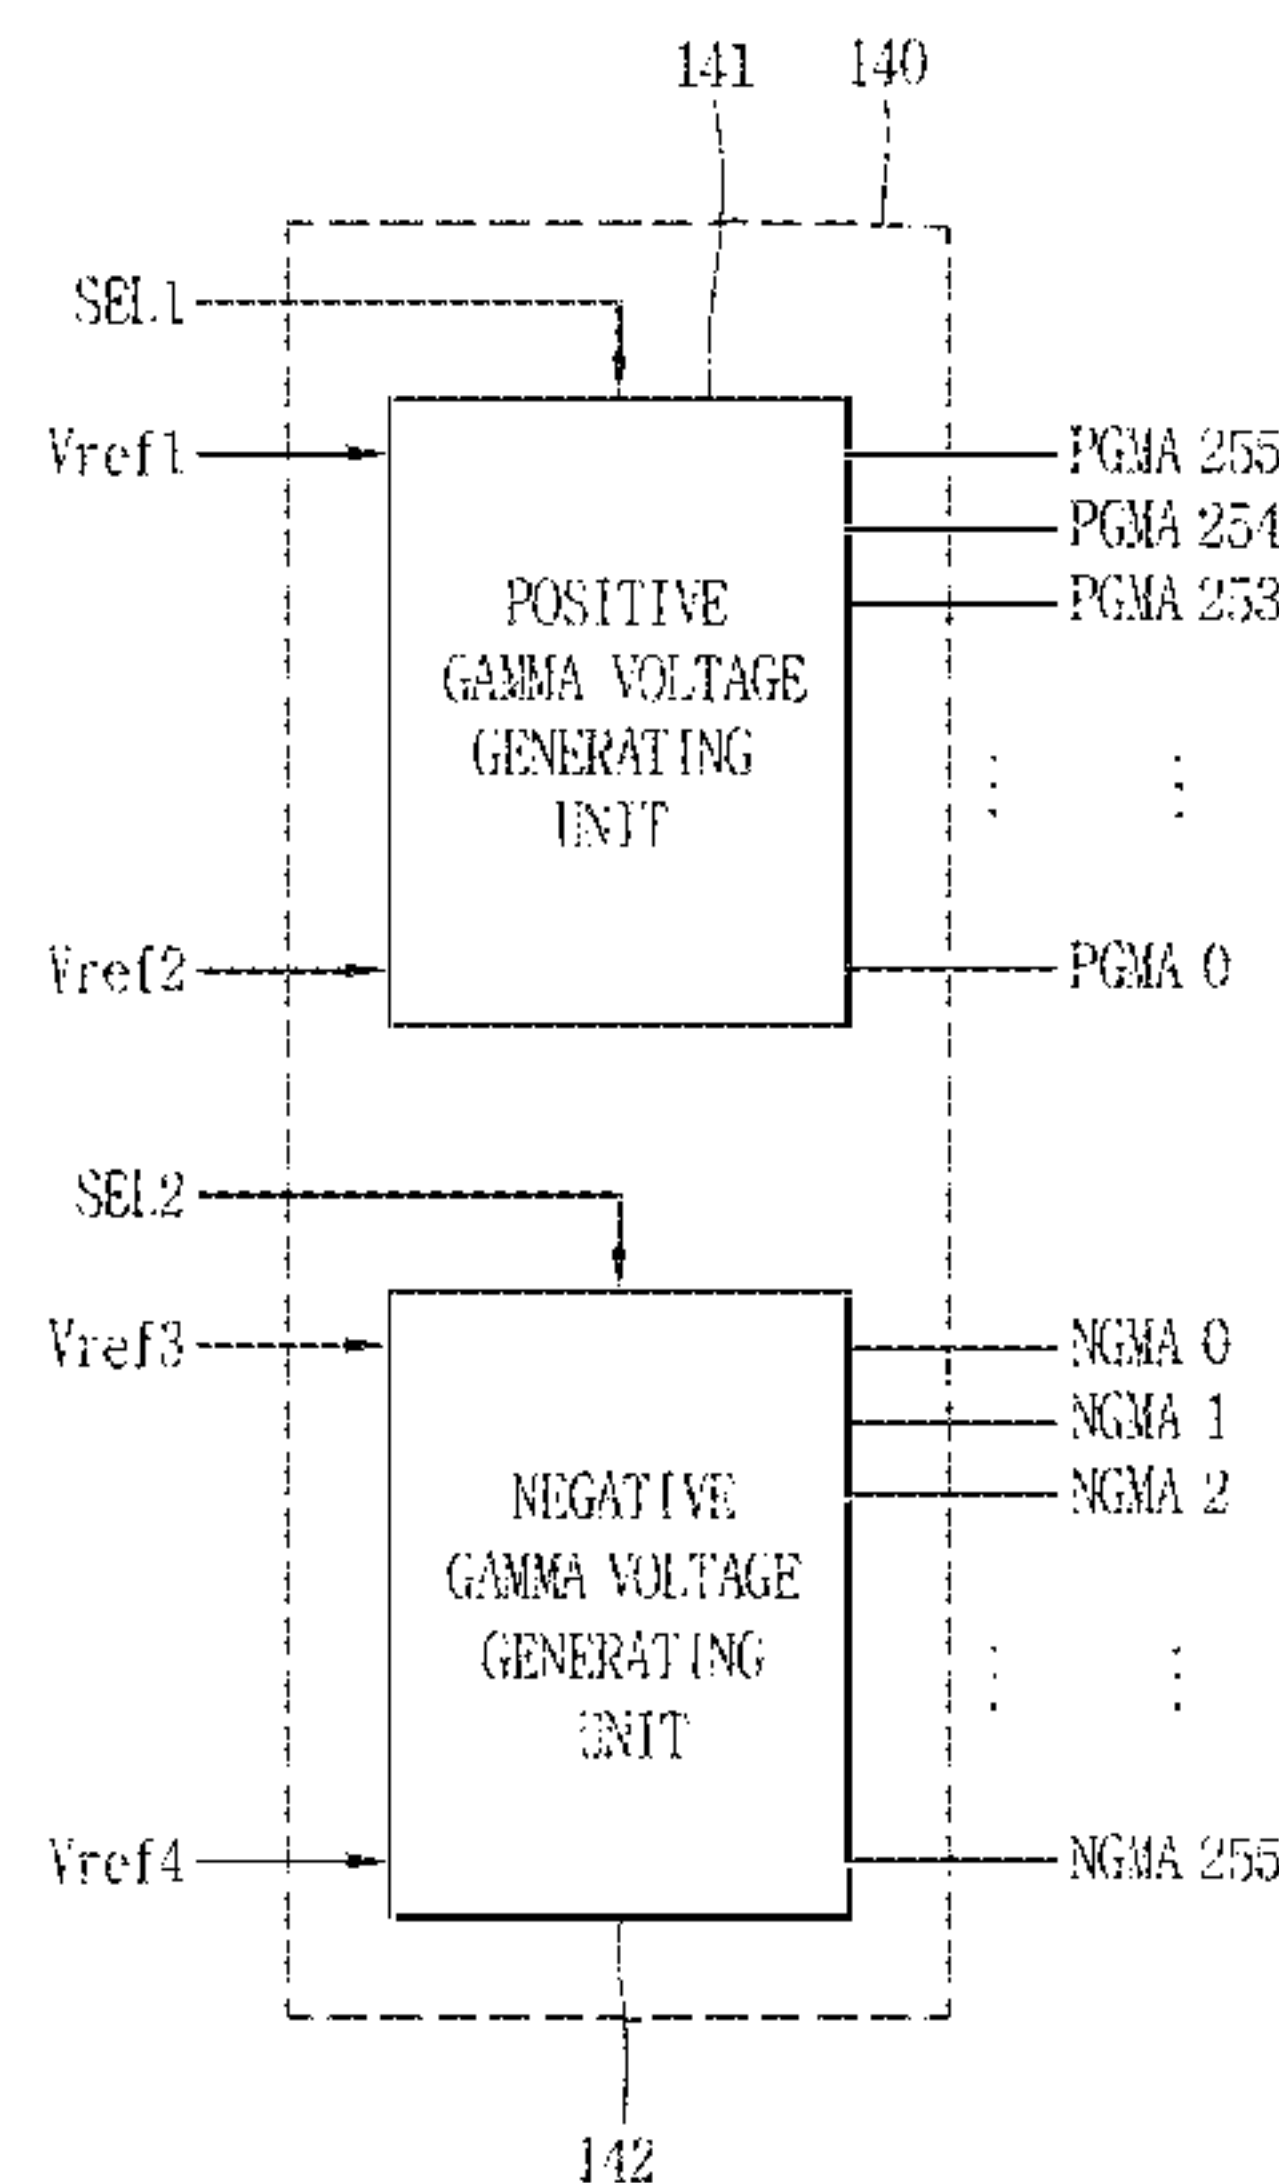 141 140
SEL1
Vref1
PGMA 255
PGMA 254
PGMA 253
POSITIVE
GAMMA VOLTAGE
GENERATING
UNIT
Vref2
PGMA 0
SEL2
Vref3
NGMA 0
NGMA 1
NGMA 2
NEGATIVE
GAMMA VOLTAGE
GENERATING
UNIT
Vref4
NGMA 255
142